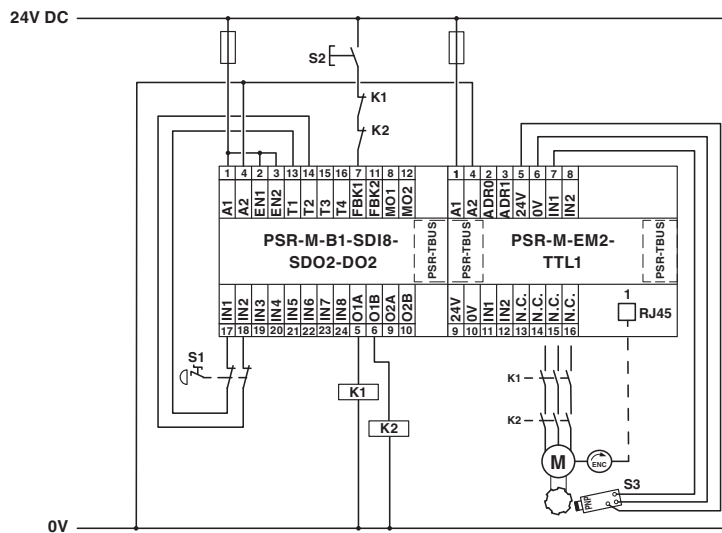 24V DC
S2
K1
K2
1 4 2 3 13 14 15 16 7 11 8 12
A1 A2 EN1 EN2 T1 T2 T3 T4 FBK1 FBK2 MO1 MO2
1 4 2 3 5 6 7 8
A1 A2 ADR0 ADR1 24V 0V IN1 IN2
PSR-M-B1-SDI8-
SDO2-DO2
PSR-TBUS
PSR-TBUS
PSR-M-EM2-
TTL1
PSR-TBUS
IN1 IN2 IN3 IN4 IN5 IN6 IN7 IN8 O1A O1B O2A O2B
17 18 19 20 21 22 23 24 5 6 9 10
24V 0V IN1 IN2 N.C. N.C. N.C. N.C.
9 10 11 12 13 14 15 16
1
RJ45
S1
K1
K2
K1
K2
M
ENC
PNP
S3
0V